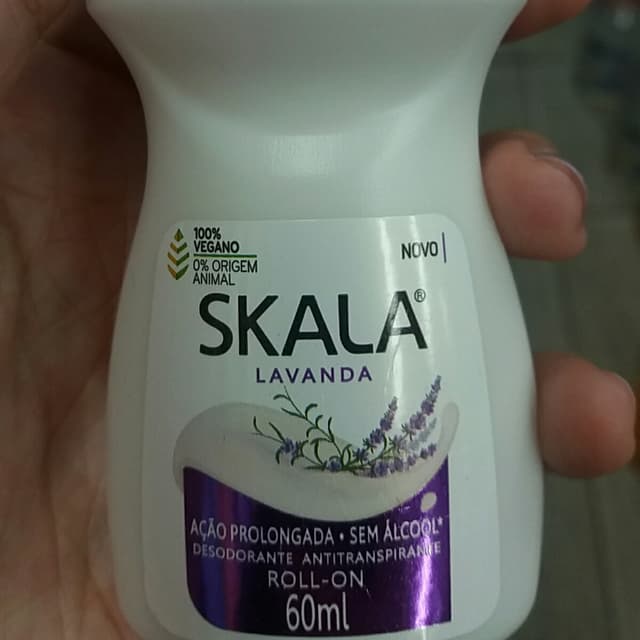 100%
VEGANO
0% ORIGEM
ANIMAL
NOVO
SKALA®
LAVANDA
AÇÃO PROLONGADA • SEM ÁLCOOL*
DESODORANTE ANTITRANSPIRANTE
ROLL-ON
60ml